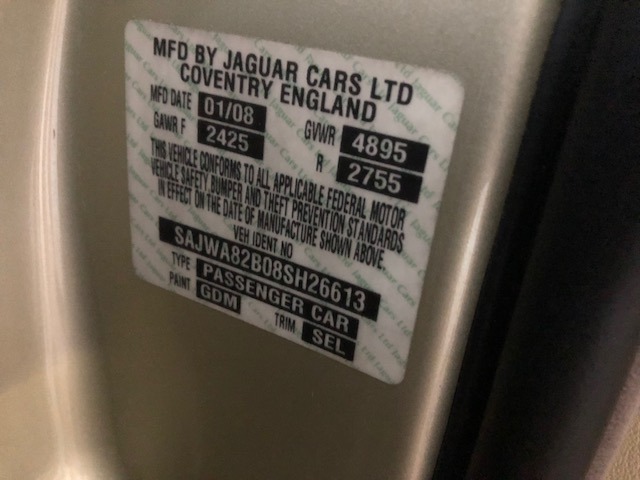 MFD BY JAGUAR CARS LTD
COVENTRY ENGLAND
MFD DATE 01/08 GVWR 4895
GAWR F 2425 R 2755
THIS VEHICLE CONFORMS TO ALL APPLICABLE FEDERAL MOTOR
VEHICLE SAFETY BUMPER AND THEFT PREVENTION STANDARDS
IN EFFECT ON THE DATE OF MANUFACTURE SHOWN ABOVE.
VEH IDENT NO
SAJWA82B08SH26613
TYPE PASSENGER CAR
PAINT GDM TRIM SEL